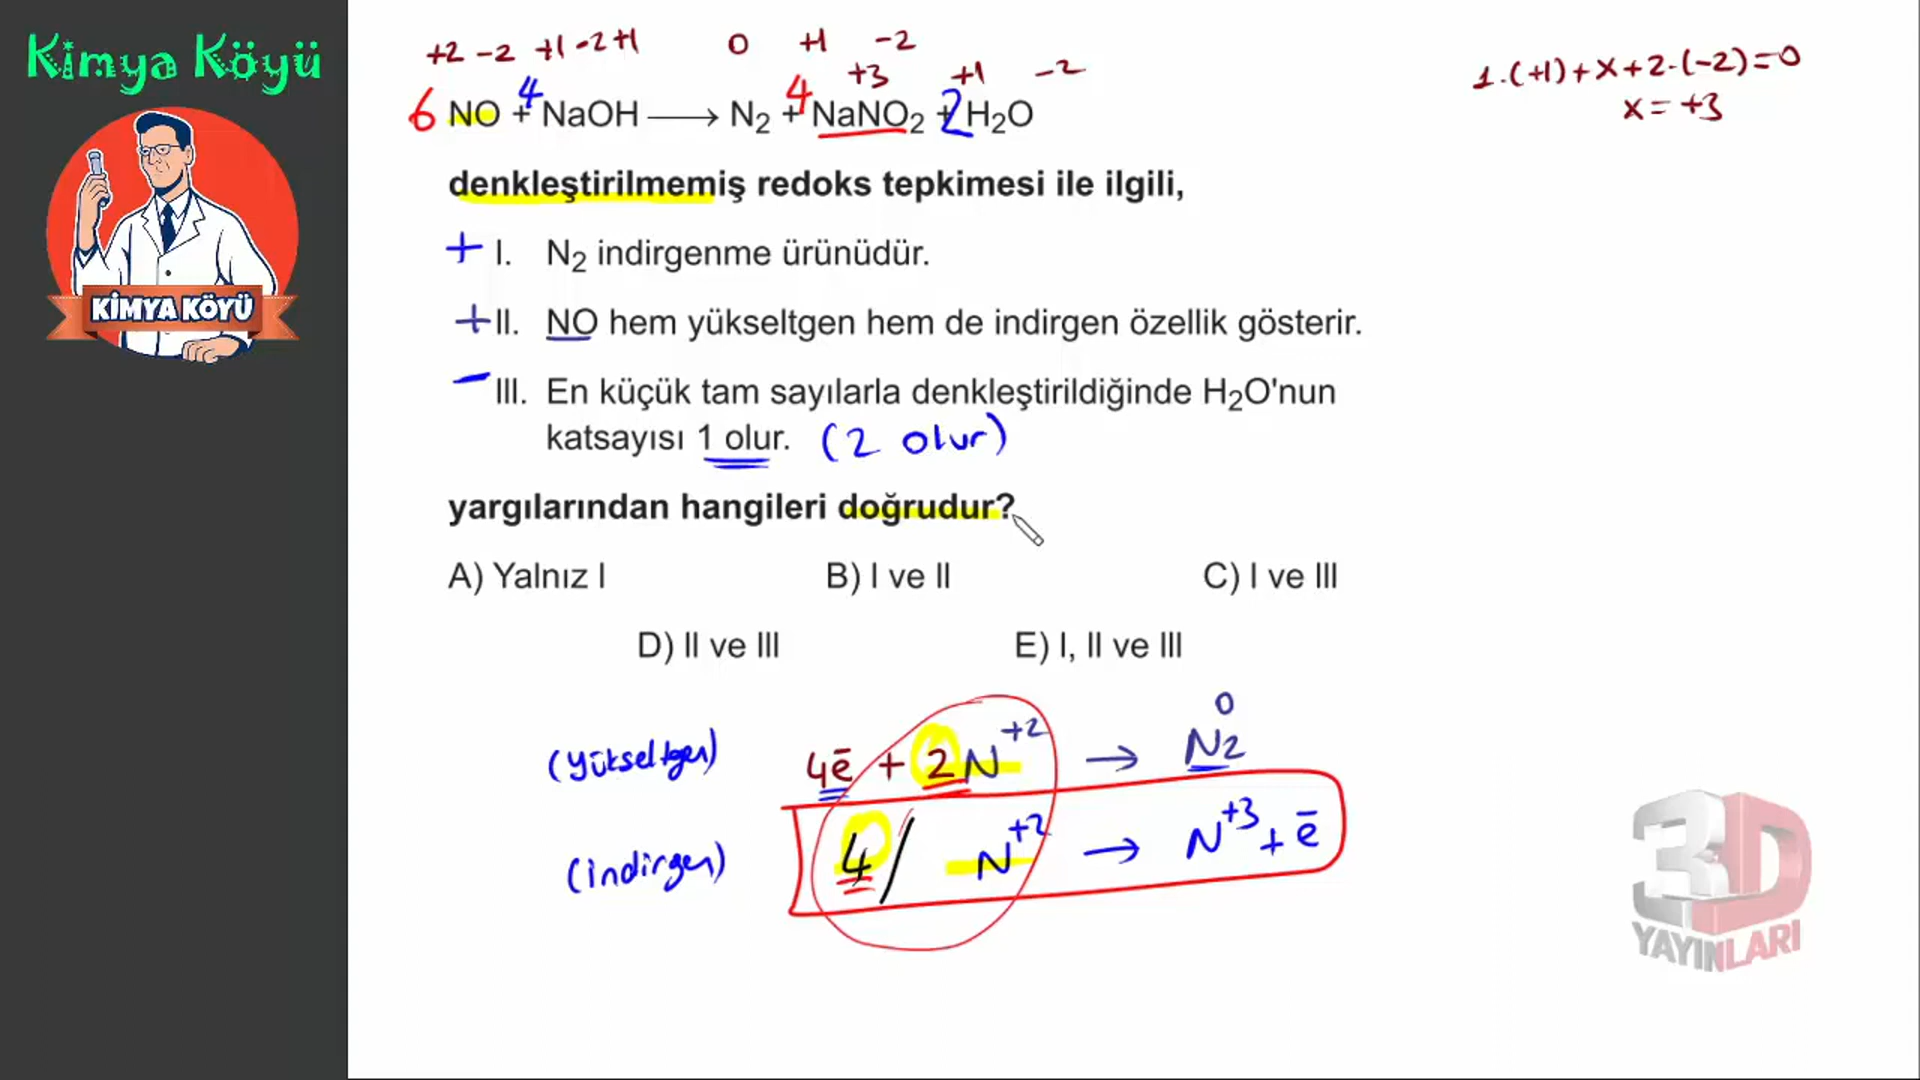 Kimya Köyü
KİMYA KÖYÜ
+2 -2 +1 -2 +1 0 +1 +3 -2 +1 -2
6 NO + 4 NaOH ⟶ N₂ + 4 NaNO₂ + 2 H₂O
1·(+1)+x+2·(-2)=0
x = +3
denkleştirilmemiş redoks tepkimesi ile ilgili,
+ I. N₂ indirgenme ürünüdür.
+ II. NO hem yükseltgen hem de indirgen özellik gösterir.
− III. En küçük tam sayılarla denkleştirildiğinde H₂O'nun
katsayısı 1 olur. (2 olur)
yargılarından hangileri doğrudur?
A) Yalnız I B) I ve II C) I ve III
D) II ve III E) I, II ve III
(Yükseltgen) 4ē + 2N⁺² → N₂⁰
(indirgen) 4/ N⁺² → N⁺³ + ē
3D
YAYINLARI